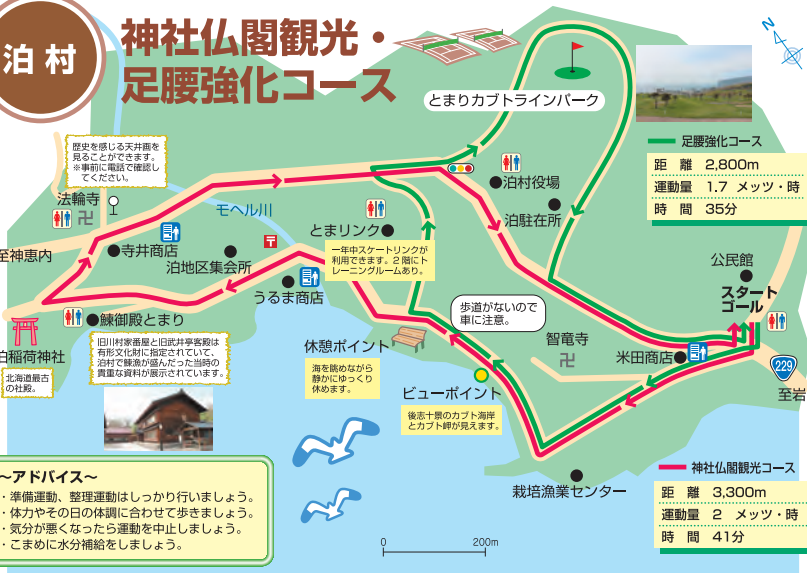 泊村
神社仏閣観光・
足腰強化コース
N
とまりカブトラインパーク
足腰強化コース
距 離 2,800m
運動量 1.7 メッツ・時
時 間 35分
歴史を感じる天井画を
見ることができます。
※事前に電話で確認し
てください。
法輪寺
モヘル川
泊村役場
泊駐在所
とまリンク
一年中スケートリンクが
利用できます。2階にト
レーニングルームあり。
至神恵内
寺井商店
泊地区集会所
うるま商店
公民館
スタート
ゴール
歩道がないので
車に注意。
鰊御殿とまり
泊稲荷神社
北海道最古
の社殿。
旧川村家番屋と旧武井亭客殿は
有形文化財に指定されていて、
泊村で鰊漁が盛んだった当時の
貴重な資料が展示されています。
休憩ポイント
海を眺めながら
静かにゆっくり
休めます。
智竜寺
米田商店
229
至岩
ビューポイント
後志十景のカブト海岸
とカブト岬が見えます。
栽培漁業センター
神社仏閣観光コース
距 離 3,300m
運動量 2 メッツ・時
時 間 41分
〜アドバイス〜
・準備運動、整理運動はしっかり行いましょう。
・体力やその日の体調に合わせて歩きましょう。
・気分が悪くなったら運動を中止しましょう。
・こまめに水分補給をしましょう。
0 200m